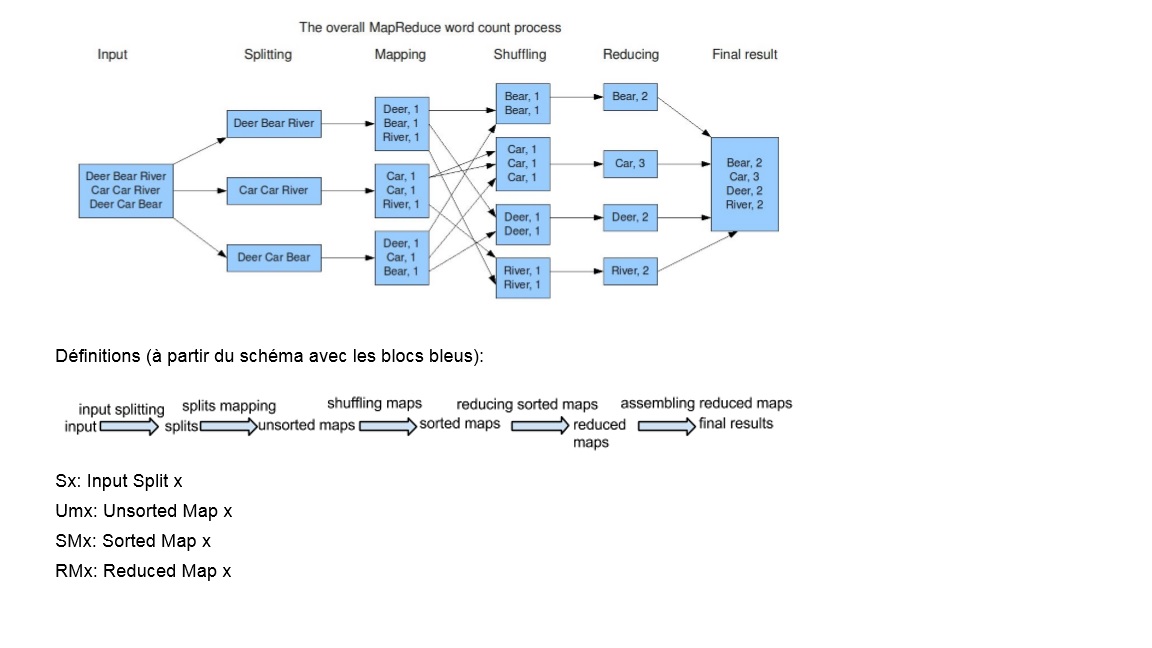 The overall MapReduce word count process
Input Splitting Mapping Shuffling Reducing Final result
Deer Bear River
Car Car River
Deer Car Bear
Deer Bear River
Car Car River
Deer Car Bear
Deer, 1
Bear, 1
River, 1
Car, 1
Car, 1
River, 1
Deer, 1
Car, 1
Bear, 1
Bear, 1
Bear, 1
Car, 1
Car, 1
Car, 1
Deer, 1
Deer, 1
River, 1
River, 1
Bear, 2
Car, 3
Deer, 2
River, 2
Bear, 2
Car, 3
Deer, 2
River, 2
Définitions (à partir du schéma avec les blocs bleus):
input splitting splits mapping shuffling maps reducing sorted maps assembling reduced maps
input splits unsorted maps sorted maps reduced final results
maps
Sx: Input Split x
Umx: Unsorted Map x
SMx: Sorted Map x
RMx: Reduced Map x